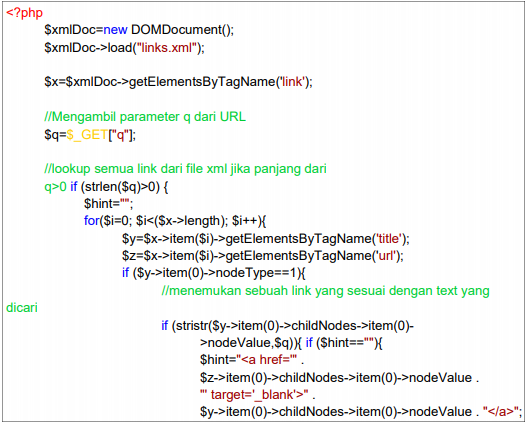 <?php
$xmlDoc=new DOMDocument();
$xmlDoc->load("links.xml");
$x=$xmlDoc->getElementsByTagName('link');
//Mengambil parameter q dari URL
$q=$_GET["q"];
//lookup semua link dari file xml jika panjang dari
q>0 if (strlen($q)>0) {
$hint="";
for($i=0; $i<($x->length); $i++){
$y=$x->item($i)->getElementsByTagName('title');
$z=$x->item($i)->getElementsByTagName('url');
if ($y->item(0)->nodeType==1){
//menemukan sebuah link yang sesuai dengan text yang
dicari
if (stristr($y->item(0)->childNodes->item(0)-
>nodeValue,$q)){ if ($hint==""){
$hint="<a href='" .
$z->item(0)->childNodes->item(0)->nodeValue .
"' target='_blank'>" .
$y->item(0)->childNodes->item(0)->nodeValue . "</a>";